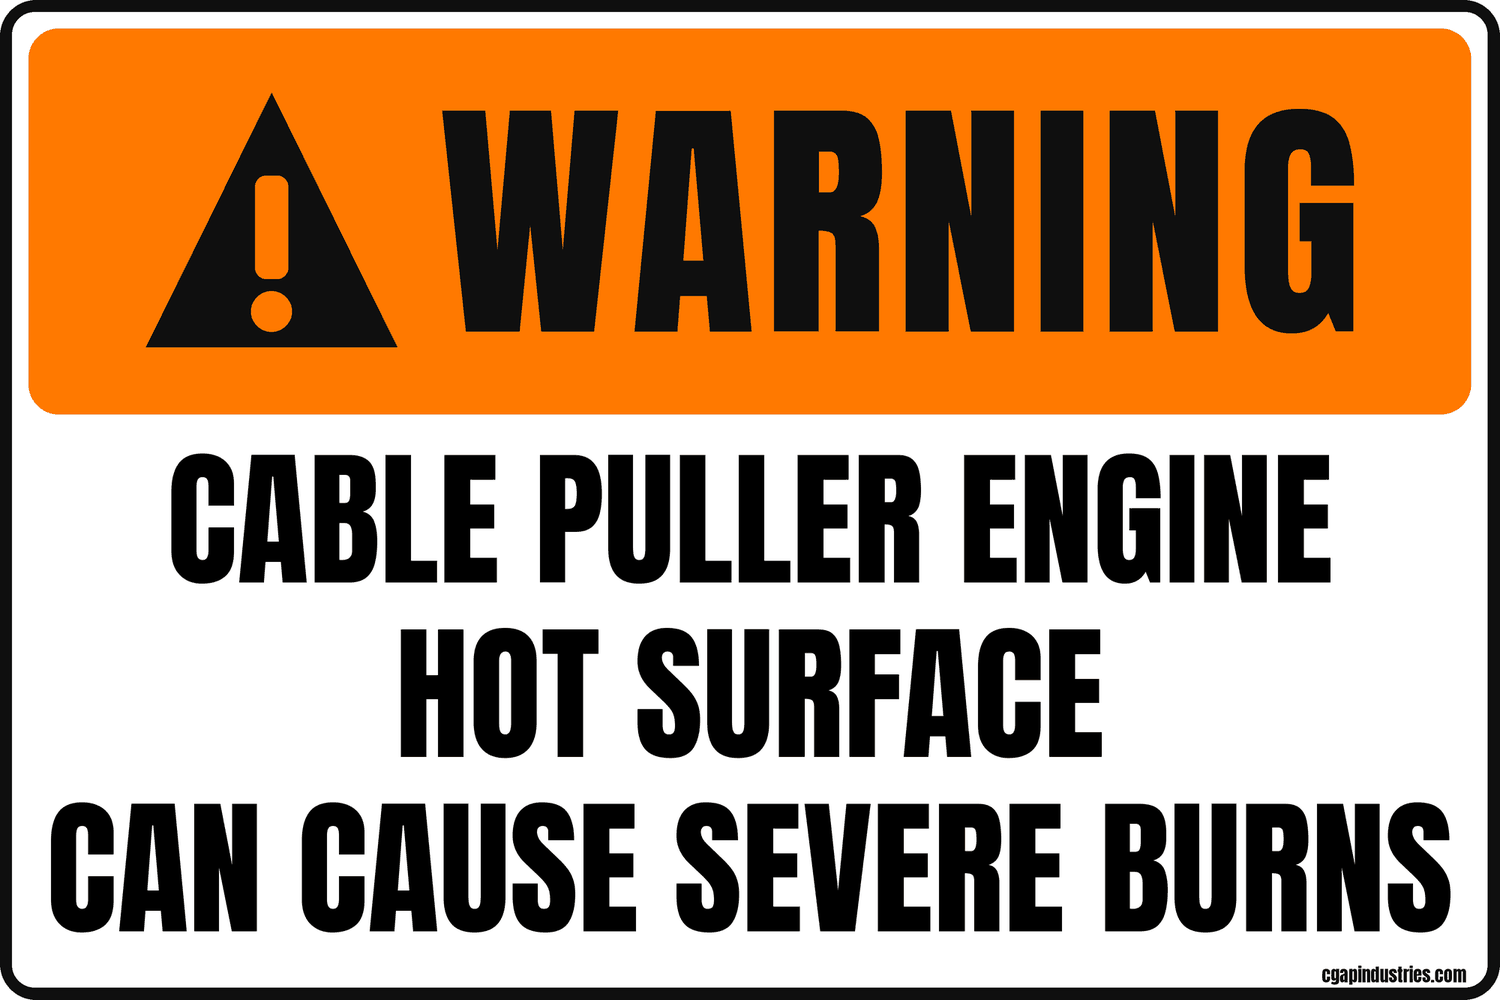 WARNING
CABLE PULLER ENGINE
HOT SURFACE
CAN CAUSE SEVERE BURNS
cgapindustries.com